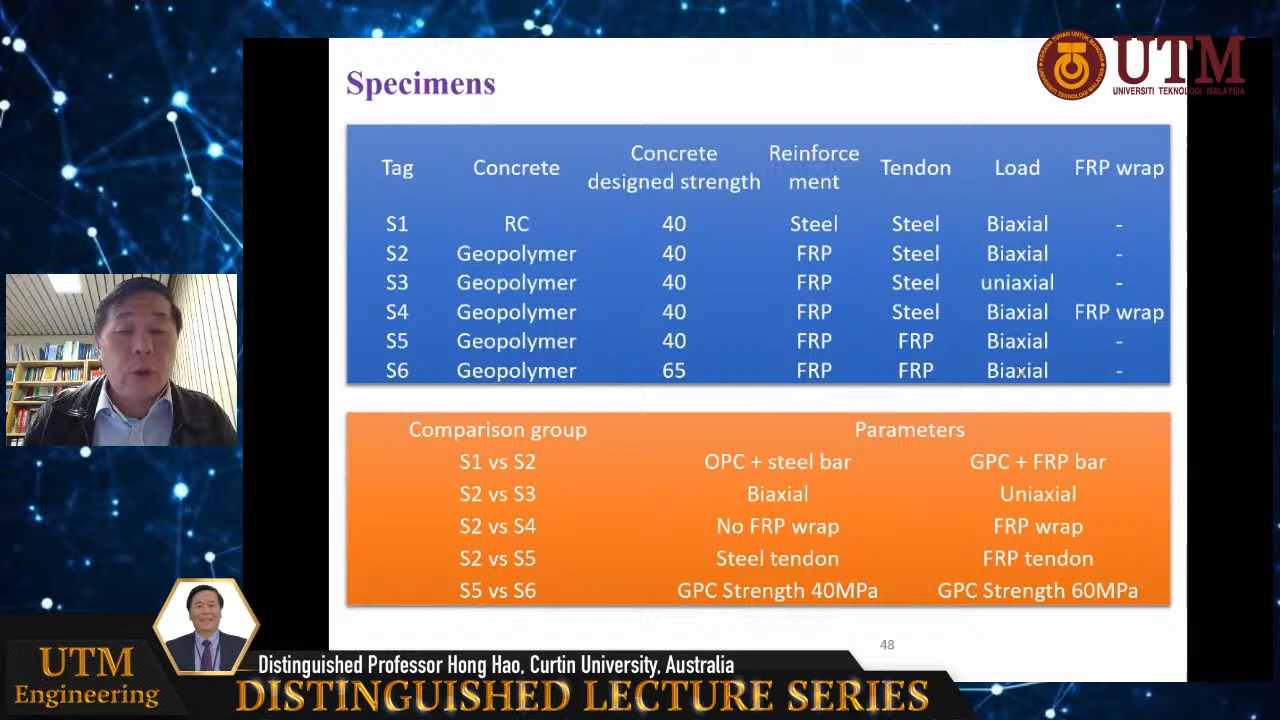 Specimens
UTM
UNIVERSITI TEKNOLOGI MALAYSIA
Tag Concrete Concrete designed strength Reinforce ment Tendon Load FRP wrap
S1 RC 40 Steel Steel Biaxial -
S2 Geopolymer 40 FRP Steel Biaxial -
S3 Geopolymer 40 FRP Steel uniaxial -
S4 Geopolymer 40 FRP Steel Biaxial FRP wrap
S5 Geopolymer 40 FRP FRP Biaxial -
S6 Geopolymer 65 FRP FRP Biaxial -
Comparison group Parameters
S1 vs S2 OPC + steel bar GPC + FRP bar
S2 vs S3 Biaxial Uniaxial
S2 vs S4 No FRP wrap FRP wrap
S2 vs S5 Steel tendon FRP tendon
S5 vs S6 GPC Strength 40MPa GPC Strength 60MPa
48
UTM
Engineering
Distinguished Professor Hong Hao, Curtin University, Australia
DISTINGUISHED LECTURE SERIES